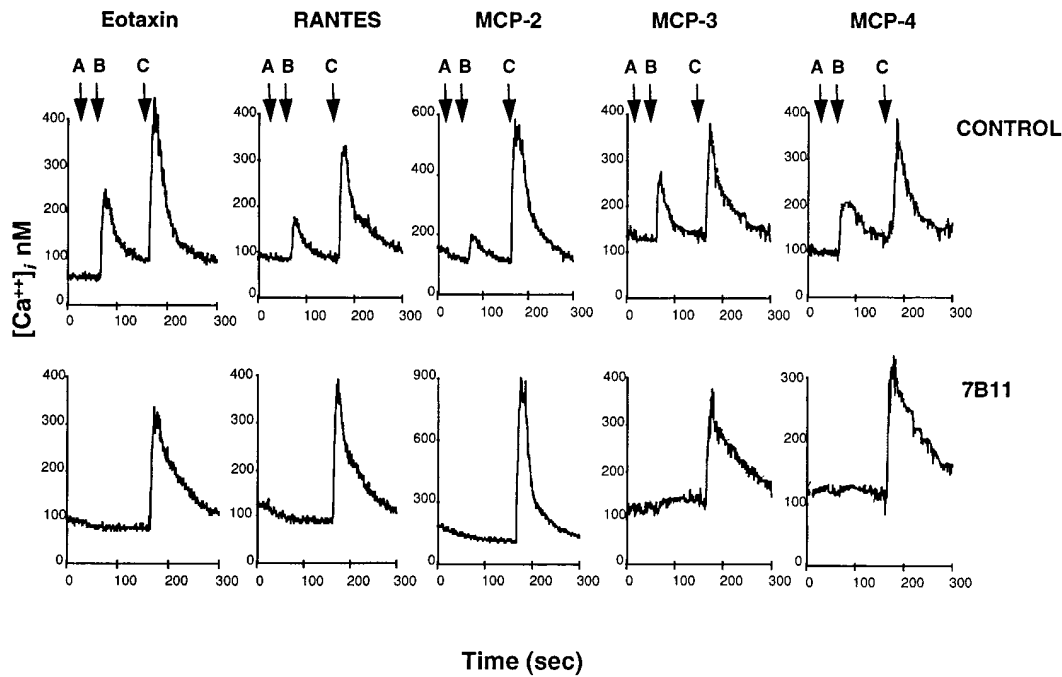 Eotaxin RANTES MCP-2 MCP-3 MCP-4
A B C A B C A B C A B C A B C
CONTROL
400 300 200 100 0
0 100 200 300
400 300 200 100 0
0 100 200 300
600 400 200 0
0 100 200 300
400 300 200 100 0
0 100 200 300
400 300 200 100 0
0 100 200 300
[Ca++]i, nM
7B11
400 300 200 100 0
0 100 200 300
400 300 200 100 0
0 100 200 300
900 600 300 0
0 100 200 300
400 300 200 100 0
0 100 200 300
300 200 100 0
0 100 200 300
Time (sec)